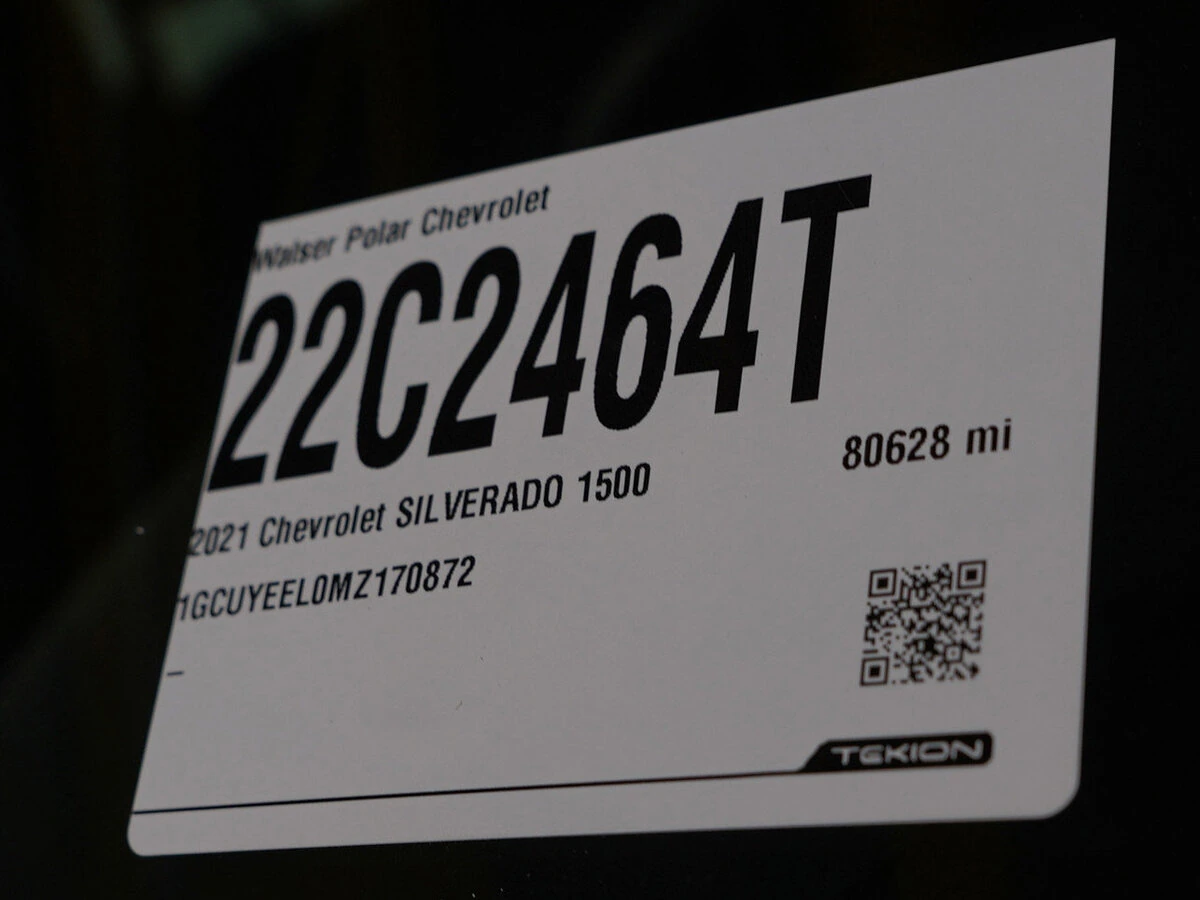 Walser Polar Chevrolet
22C2464T
80628 mi
2021 Chevrolet SILVERADO 1500
1GCUYEEL0MZ170872
–
TEKION